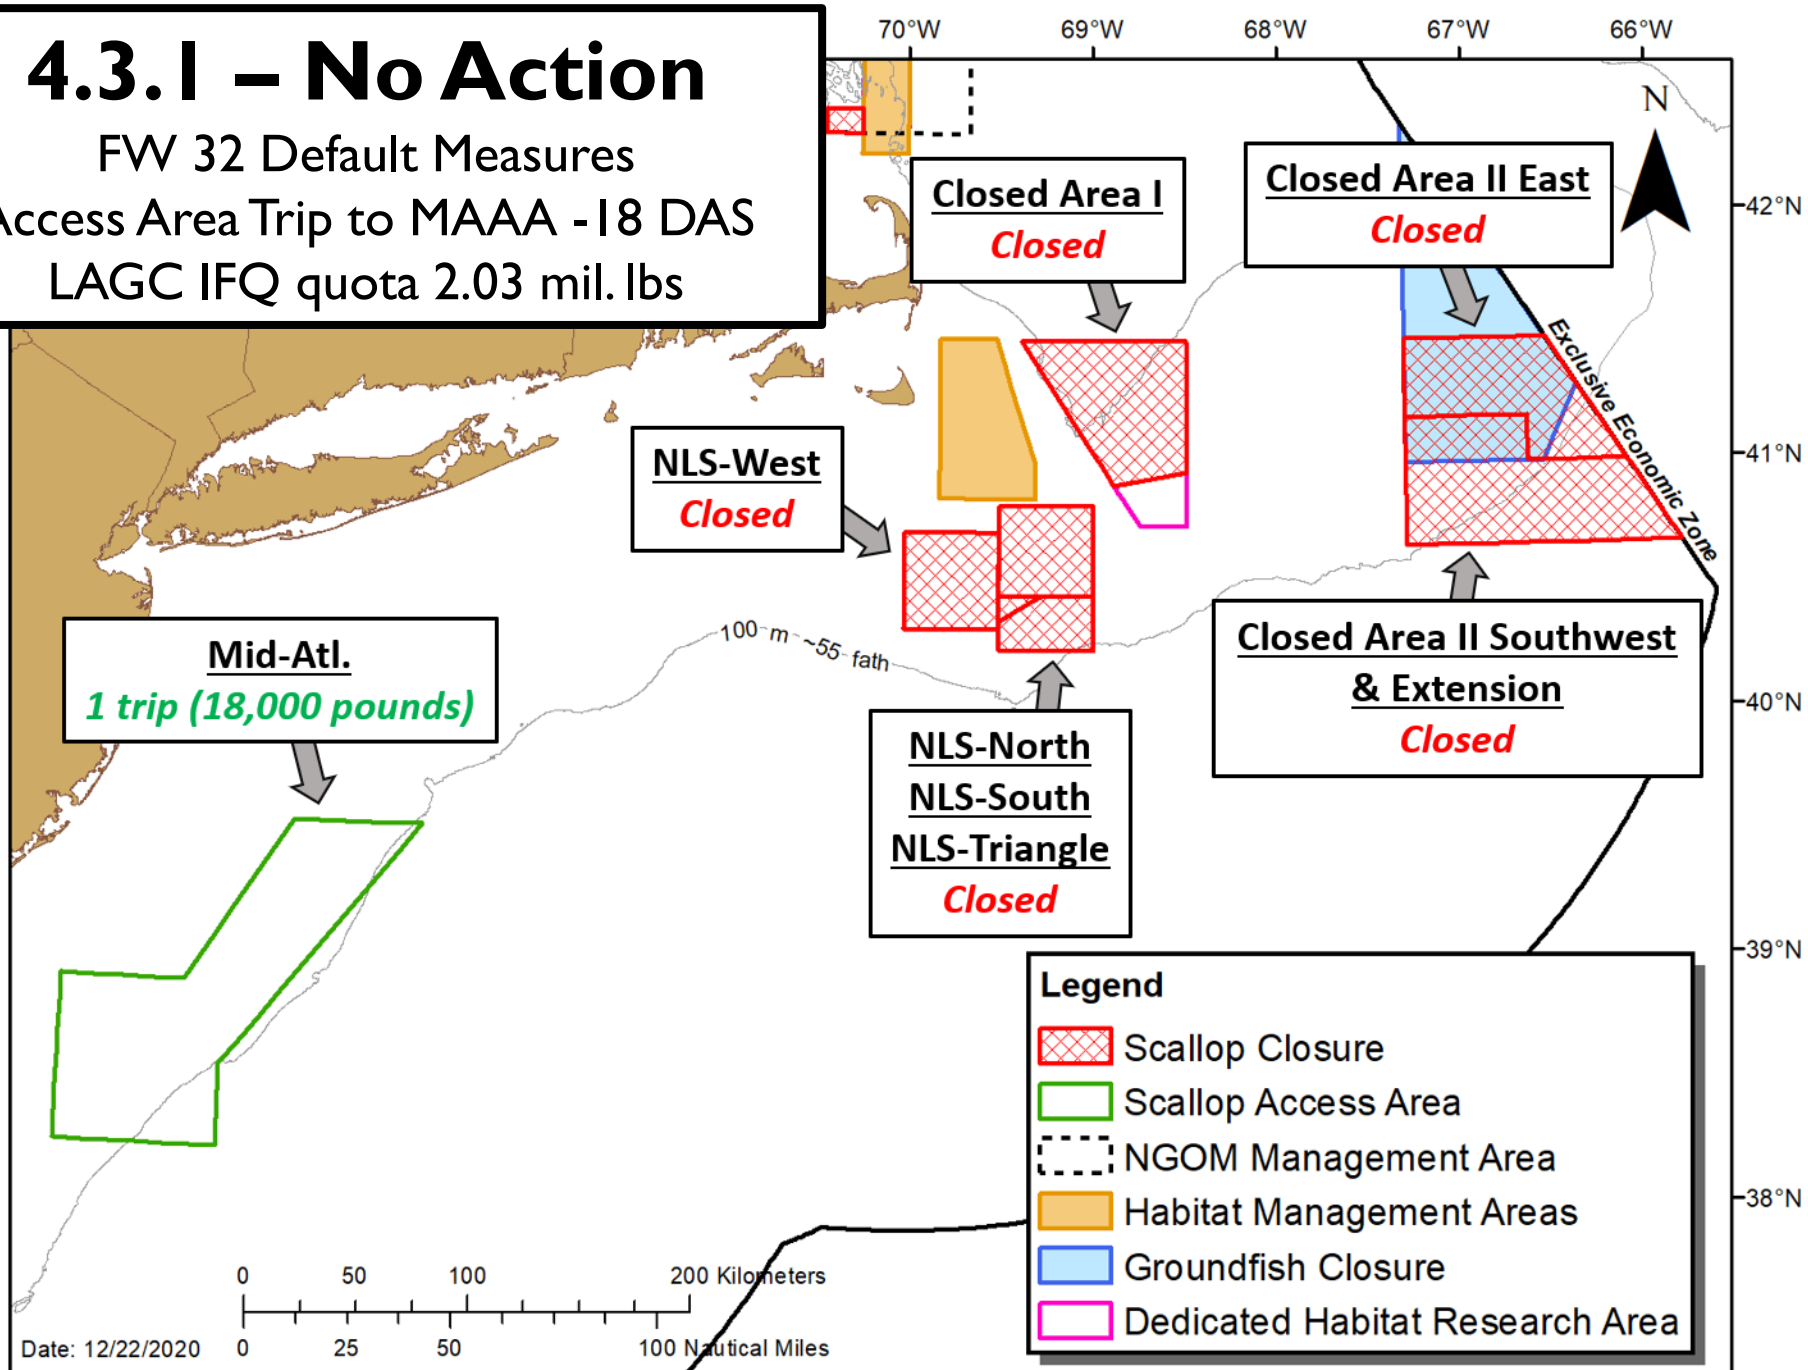 4.3.1 – No Action
FW 32 Default Measures
Access Area Trip to MAAA -18 DAS
LAGC IFQ quota 2.03 mil. lbs
70°W 69°W 68°W 67°W 66°W
N
42°N
41°N
40°N
39°N
38°N
Closed Area I
Closed
Closed Area II East
Closed
Exclusive Economic Zone
NLS-West
Closed
Mid-Atl.
1 trip (18,000 pounds)
100 m ~55 fath
NLS-North
NLS-South
NLS-Triangle
Closed
Closed Area II Southwest
& Extension
Closed
Legend
Scallop Closure
Scallop Access Area
NGOM Management Area
Habitat Management Areas
Groundfish Closure
Dedicated Habitat Research Area
0 50 100 200 Kilometers
0 25 50 100 Nautical Miles
Date: 12/22/2020